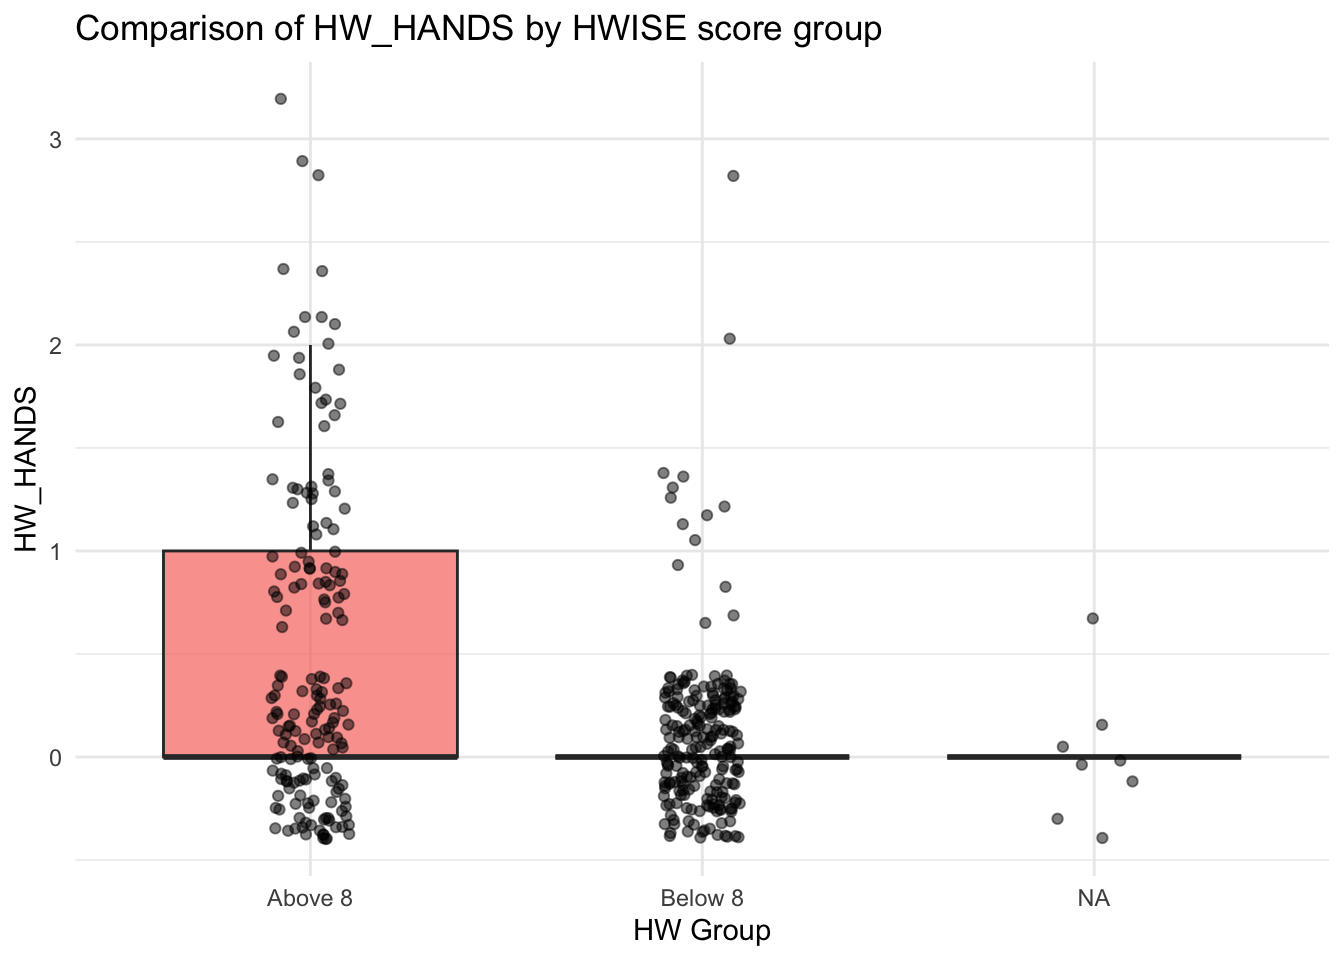 Comparison of HW_HANDS by HWISE score group
3
2
1
0
HW_HANDS
Above 8
Below 8
NA
HW Group